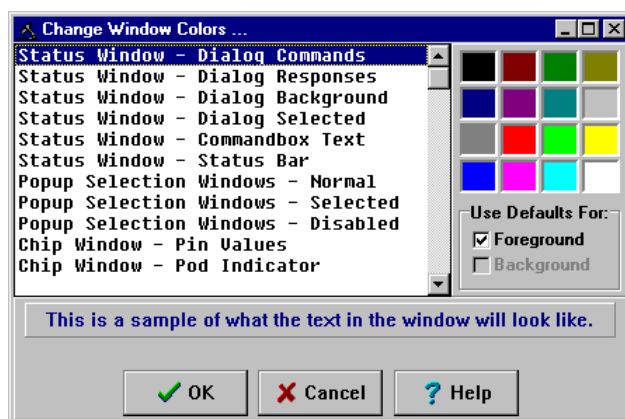 Change Window Colors ...
Status Window - Dialog Commands
Status Window - Dialog Responses
Status Window - Dialog Background
Status Window - Dialog Selected
Status Window - Commandbox Text
Status Window - Status Bar
Popup Selection Windows - Normal
Popup Selection Windows - Selected
Popup Selection Windows - Disabled
Chip Window - Pin Values
Chip Window - Pod Indicator
Use Defaults For:
Foreground
Background
This is a sample of what the text in the window will look like.
OK
Cancel
? Help